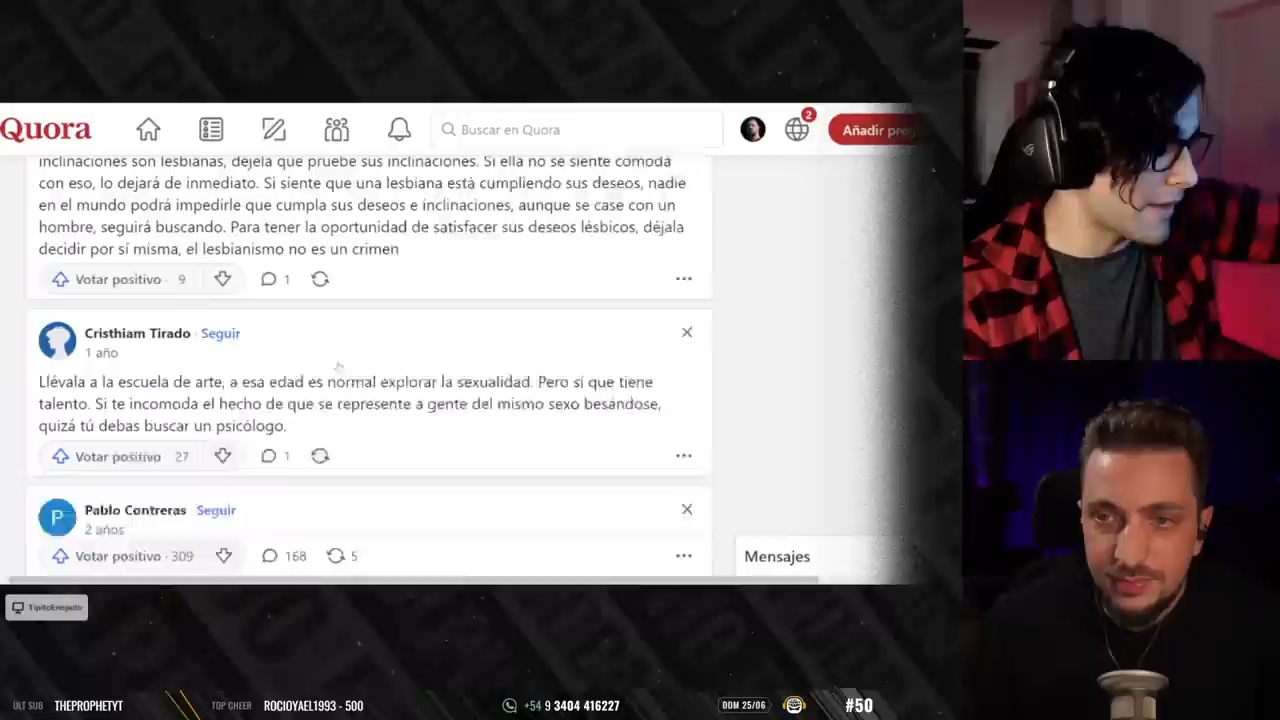 Quora
Buscar en Quora
2
Añadir preg
inclinaciones son lesbianas, déjela que pruebe sus inclinaciones. Si ella no se siente cómoda
con eso, lo dejará de inmediato. Si siente que una lesbiana está cumpliendo sus deseos, nadie
en el mundo podrá impedirle que cumpla sus deseos e inclinaciones, aunque se case con un
hombre, seguirá buscando. Para tener la oportunidad de satisfacer sus deseos lésbicos, déjala
decidir por sí misma, el lesbianismo no es un crimen
Votar positivo · 9 1
Cristhiam Tirado · Seguir
1 año
Llévala a la escuela de arte, a esa edad es normal explorar la sexualidad. Pero sí que tiene
talento. Si te incomoda el hecho de que se represente a gente del mismo sexo besándose,
quizá tú debas buscar un psicólogo.
Votar positivo · 27 1
P Pablo Contreras · Seguir
2 años
Votar positivo · 309 168 5
Mensajes
TipitoEnojado
ULT SUB THEPROPHETYT TOP CHEER ROCIOYAEL1993 - 500 +54 9 3404 416227 DOM 25/06 #50